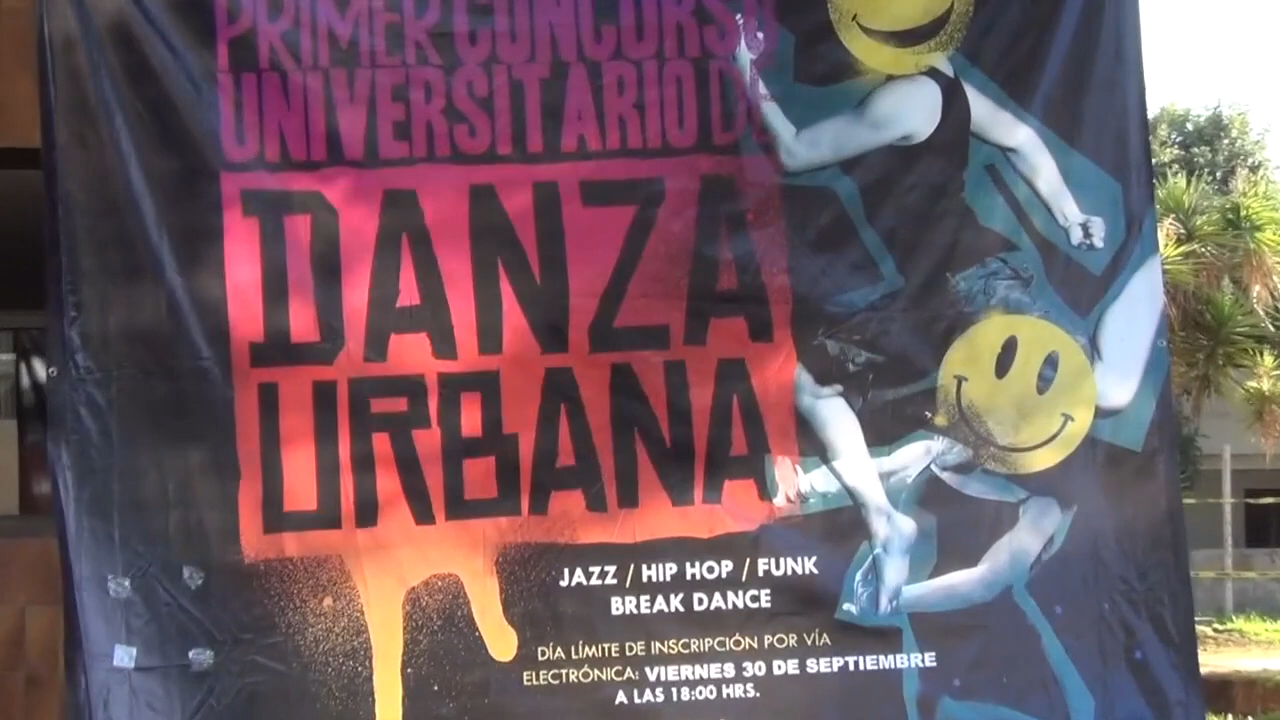 PRIMER CONCURSO
UNIVERSITARIO DE
DANZA
URBANA
JAZZ / HIP HOP / FUNK
BREAK DANCE
DÍA LÍMITE DE INSCRIPCIÓN POR VÍA
ELECTRÓNICA: VIERNES 30 DE SEPTIEMBRE
A LAS 18:00 HRS.